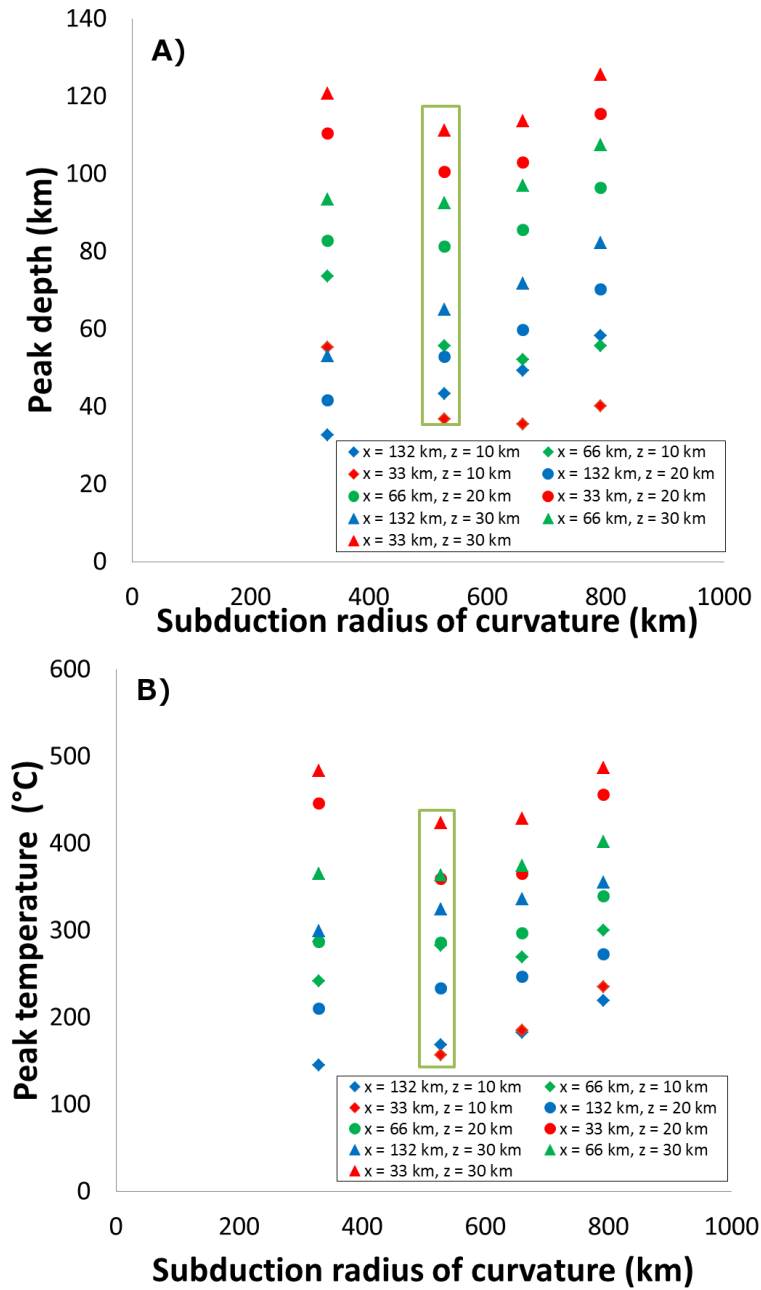 A)
140
120
100
80
60
40
20
0
Peak depth (km)
x = 132 km, z = 10 km x = 66 km, z = 10 km
x = 33 km, z = 10 km x = 132 km, z = 20 km
x = 66 km, z = 20 km x = 33 km, z = 20 km
x = 132 km, z = 30 km x = 66 km, z = 30 km
x = 33 km, z = 30 km
0 200 400 600 800 1000
Subduction radius of curvature (km)
B)
600
500
400
300
200
100
0
Peak temperature (°C)
x = 132 km, z = 10 km x = 66 km, z = 10 km
x = 33 km, z = 10 km x = 132 km, z = 20 km
x = 66 km, z = 20 km x = 33 km, z = 20 km
x = 132 km, z = 30 km x = 66 km, z = 30 km
x = 33 km, z = 30 km
0 200 400 600 800 1000
Subduction radius of curvature (km)